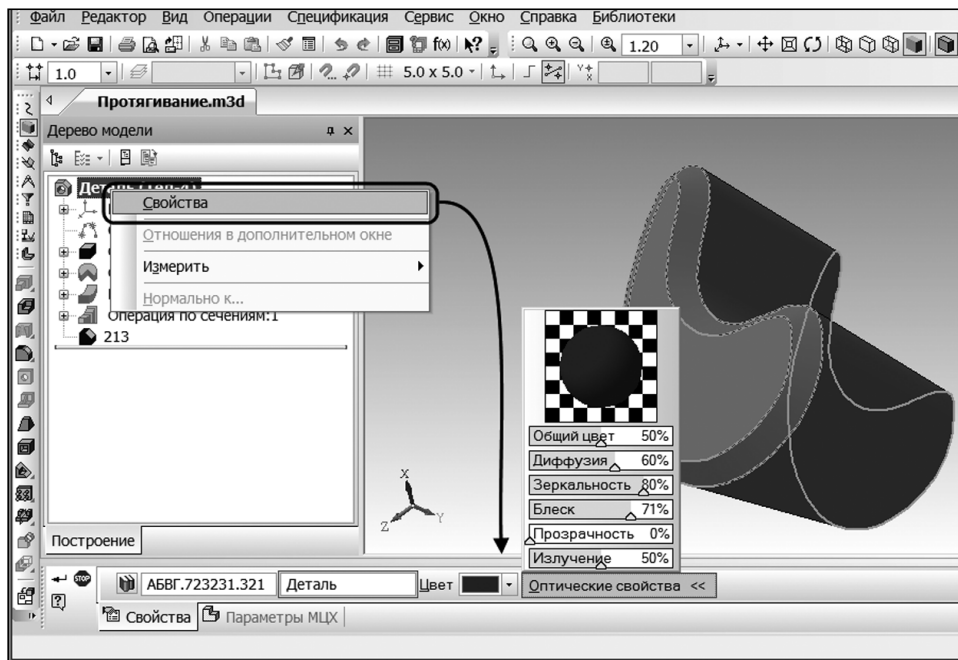 Файл Редактор Вид Операции Спецификация Сервис Окно Справка Библиотеки
f(x) 1.20
1.0 5.0 x 5.0
Протягивание.m3d
Дерево модели
Свойства
Отношения в дополнительном окне
Измерить
Нормально к...
Операция по сечениям:1
213
X
Z Y
Общий цвет 50%
Диффузия 60%
Зеркальность 80%
Блеск 71%
Прозрачность 0%
Излучение 50%
Построение
STOP АБВГ.723231.321 Деталь Цвет Оптические свойства <<
Свойства Параметры МЦХ